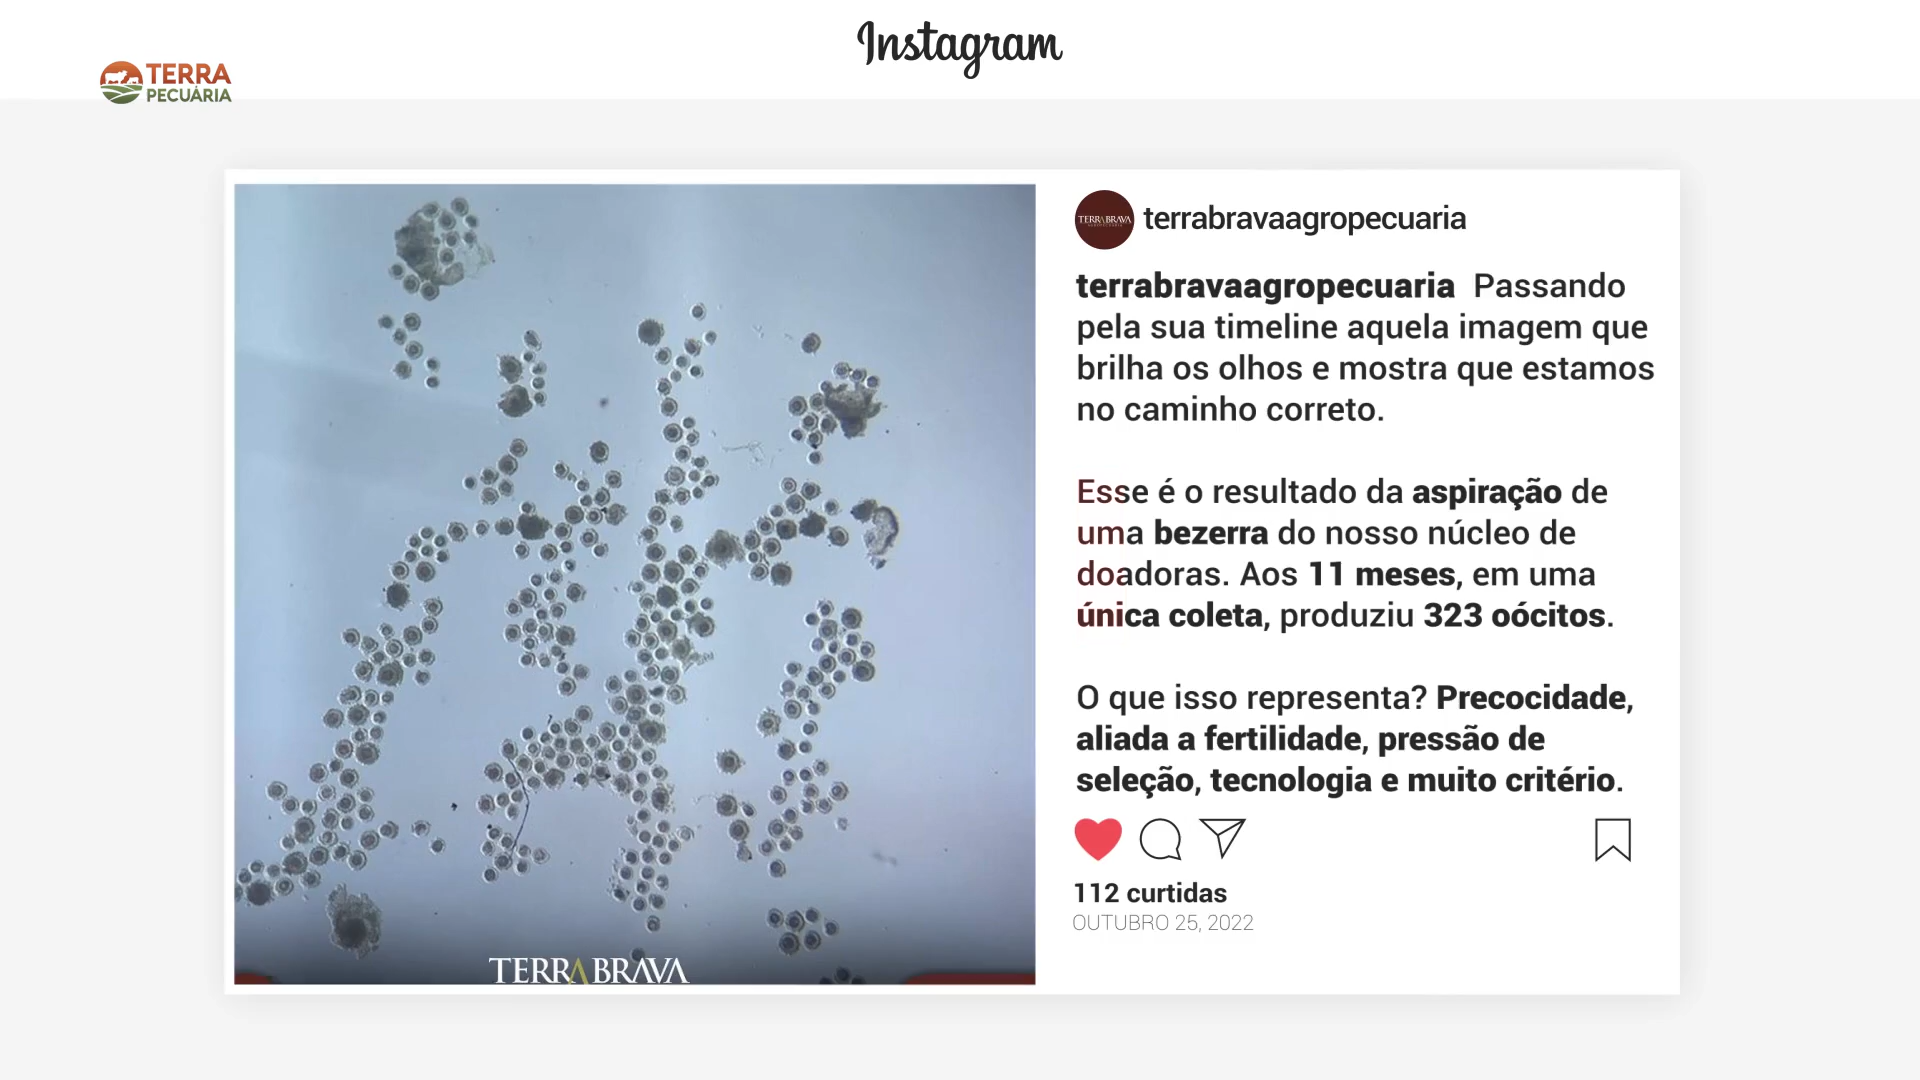 Instagram
TERRA
PECUÁRIA
TERRA BRAVA
terrabravaagropecuaria
terrabravaagropecuaria Passando
pela sua timeline aquela imagem que
brilha os olhos e mostra que estamos
no caminho correto.
Esse é o resultado da aspiração de
uma bezerra do nosso núcleo de
doadoras. Aos 11 meses, em uma
única coleta, produziu 323 oócitos.
O que isso representa? Precocidade,
aliada a fertilidade, pressão de
seleção, tecnologia e muito critério.
112 curtidas
OUTUBRO 25, 2022
TERRA BRAVA